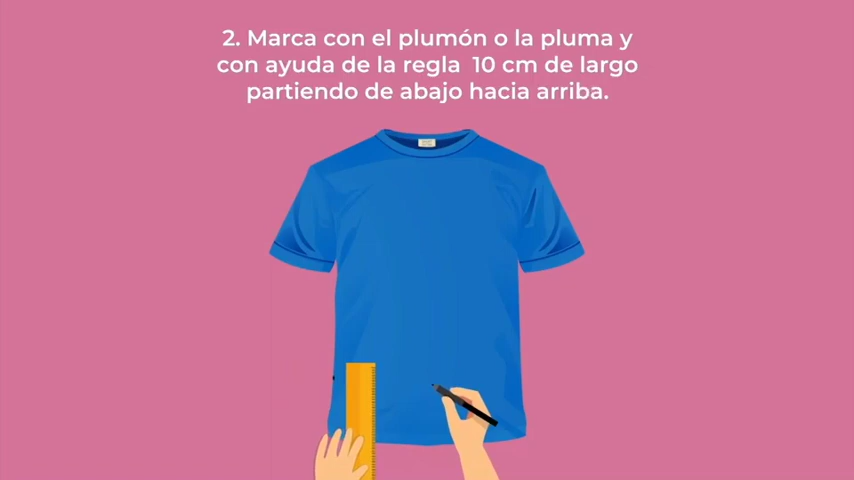 2. Marca con el plumón o la pluma y
con ayuda de la regla 10 cm de largo
partiendo de abajo hacia arriba.